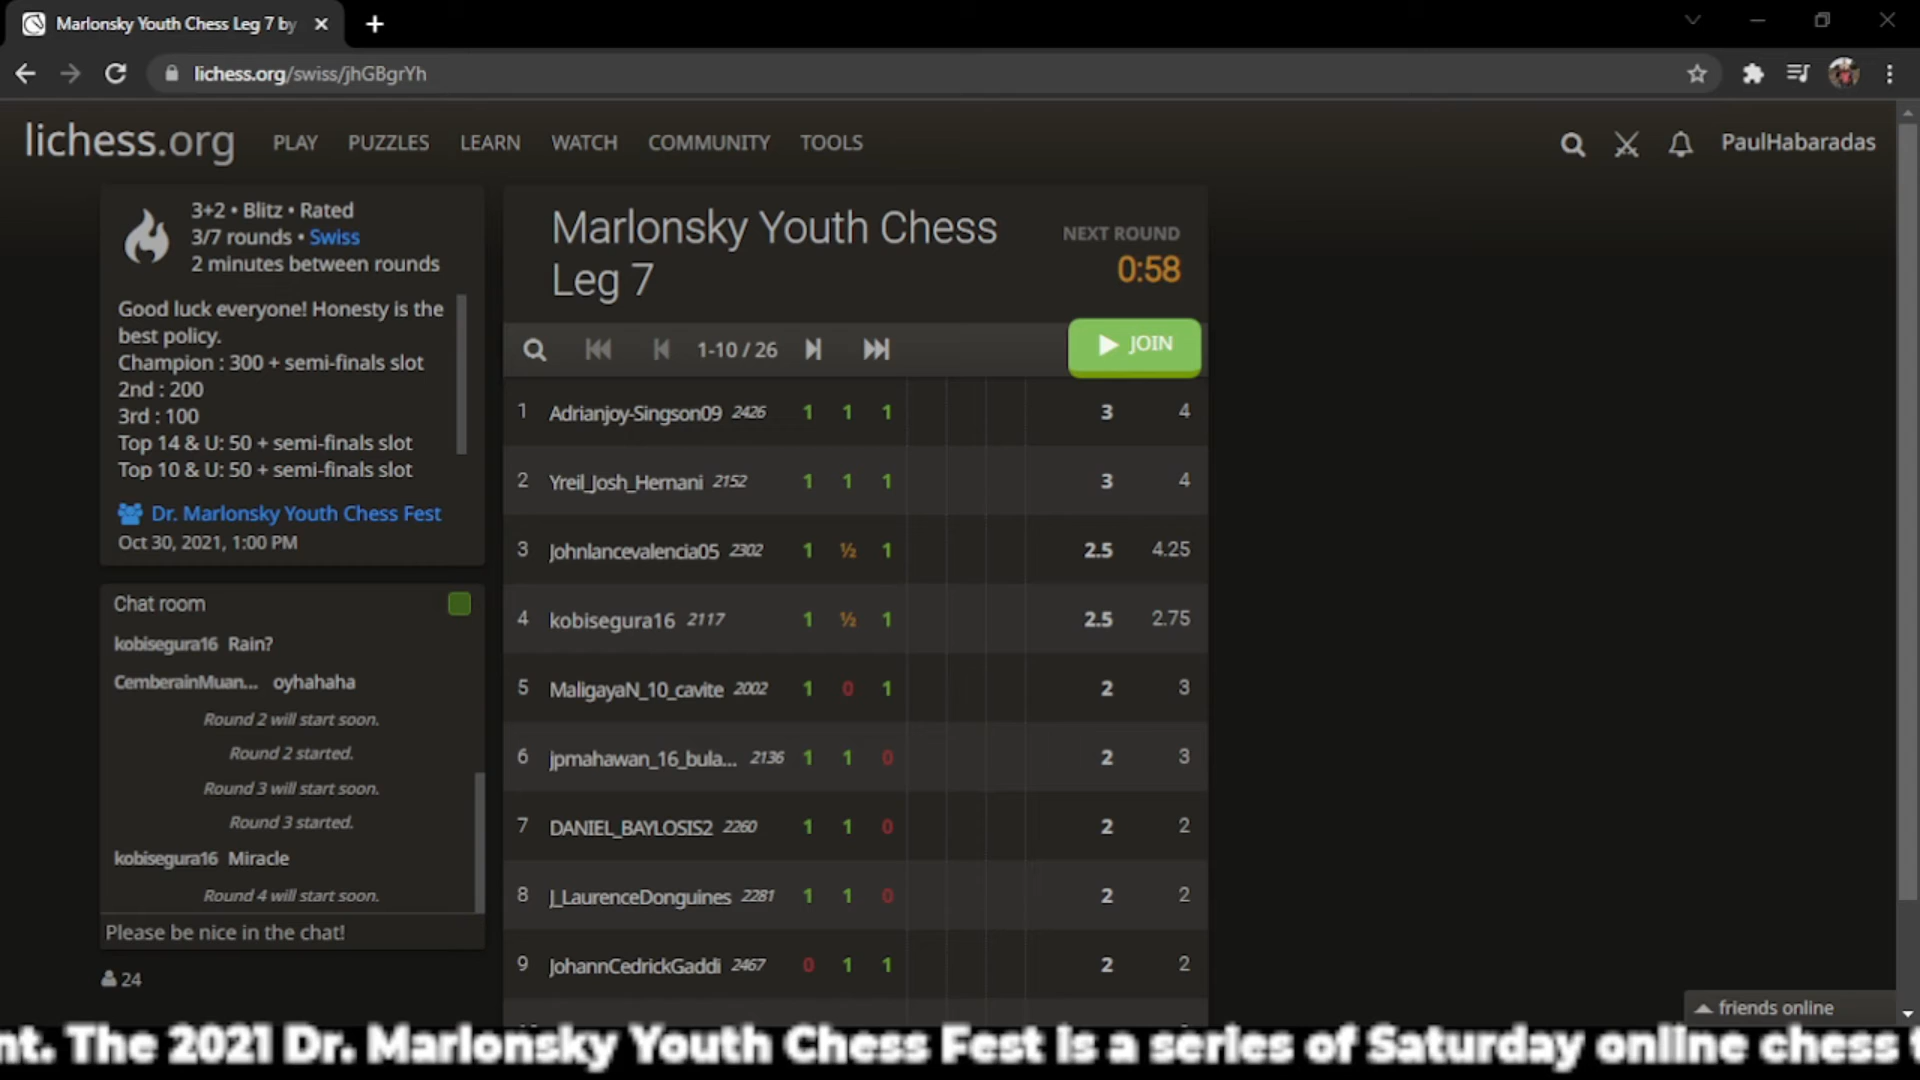 Marlonsky Youth Chess Leg 7 by
lichess.org/swiss/jhGBgrYh
lichess.org PLAY PUZZLES LEARN WATCH COMMUNITY TOOLS PaulHabaradas
3+2 • Blitz • Rated
3/7 rounds • Swiss
2 minutes between rounds
Good luck everyone! Honesty is the
best policy.
Champion : 300 + semi-finals slot
2nd : 200
3rd : 100
Top 14 & U: 50 + semi-finals slot
Top 10 & U: 50 + semi-finals slot
Dr. Marlonsky Youth Chess Fest
Oct 30, 2021, 1:00 PM
Chat room
kobisegura16 Rain?
CemberainMuan... oyhahaha
Round 2 will start soon.
Round 2 started.
Round 3 will start soon.
Round 3 started.
kobisegura16 Miracle
Round 4 will start soon.
Please be nice in the chat!
24
Marlonsky Youth Chess
Leg 7
NEXT ROUND
0:58
1-10 / 26
JOIN
1 Adrianjoy-Singson09 2426 1 1 1 3 4
2 Yreil_Josh_Hernani 2152 1 1 1 3 4
3 Johnlancevalencia05 2302 1 ½ 1 2.5 4.25
4 kobisegura16 2117 1 ½ 1 2.5 2.75
5 MaligayaN_10_cavite 2002 1 0 1 2 3
6 jpmahawan_16_bula... 2136 1 1 0 2 3
7 DANIEL_BAYLOSIS2 2260 1 1 0 2 2
8 J_LaurenceDonguines 2281 1 1 0 2 2
9 JohannCedrickGaddi 2467 0 1 1 2 2
friends online
nt. The 2021 Dr. Marlonsky Youth Chess Fest is a series of Saturday online chess t